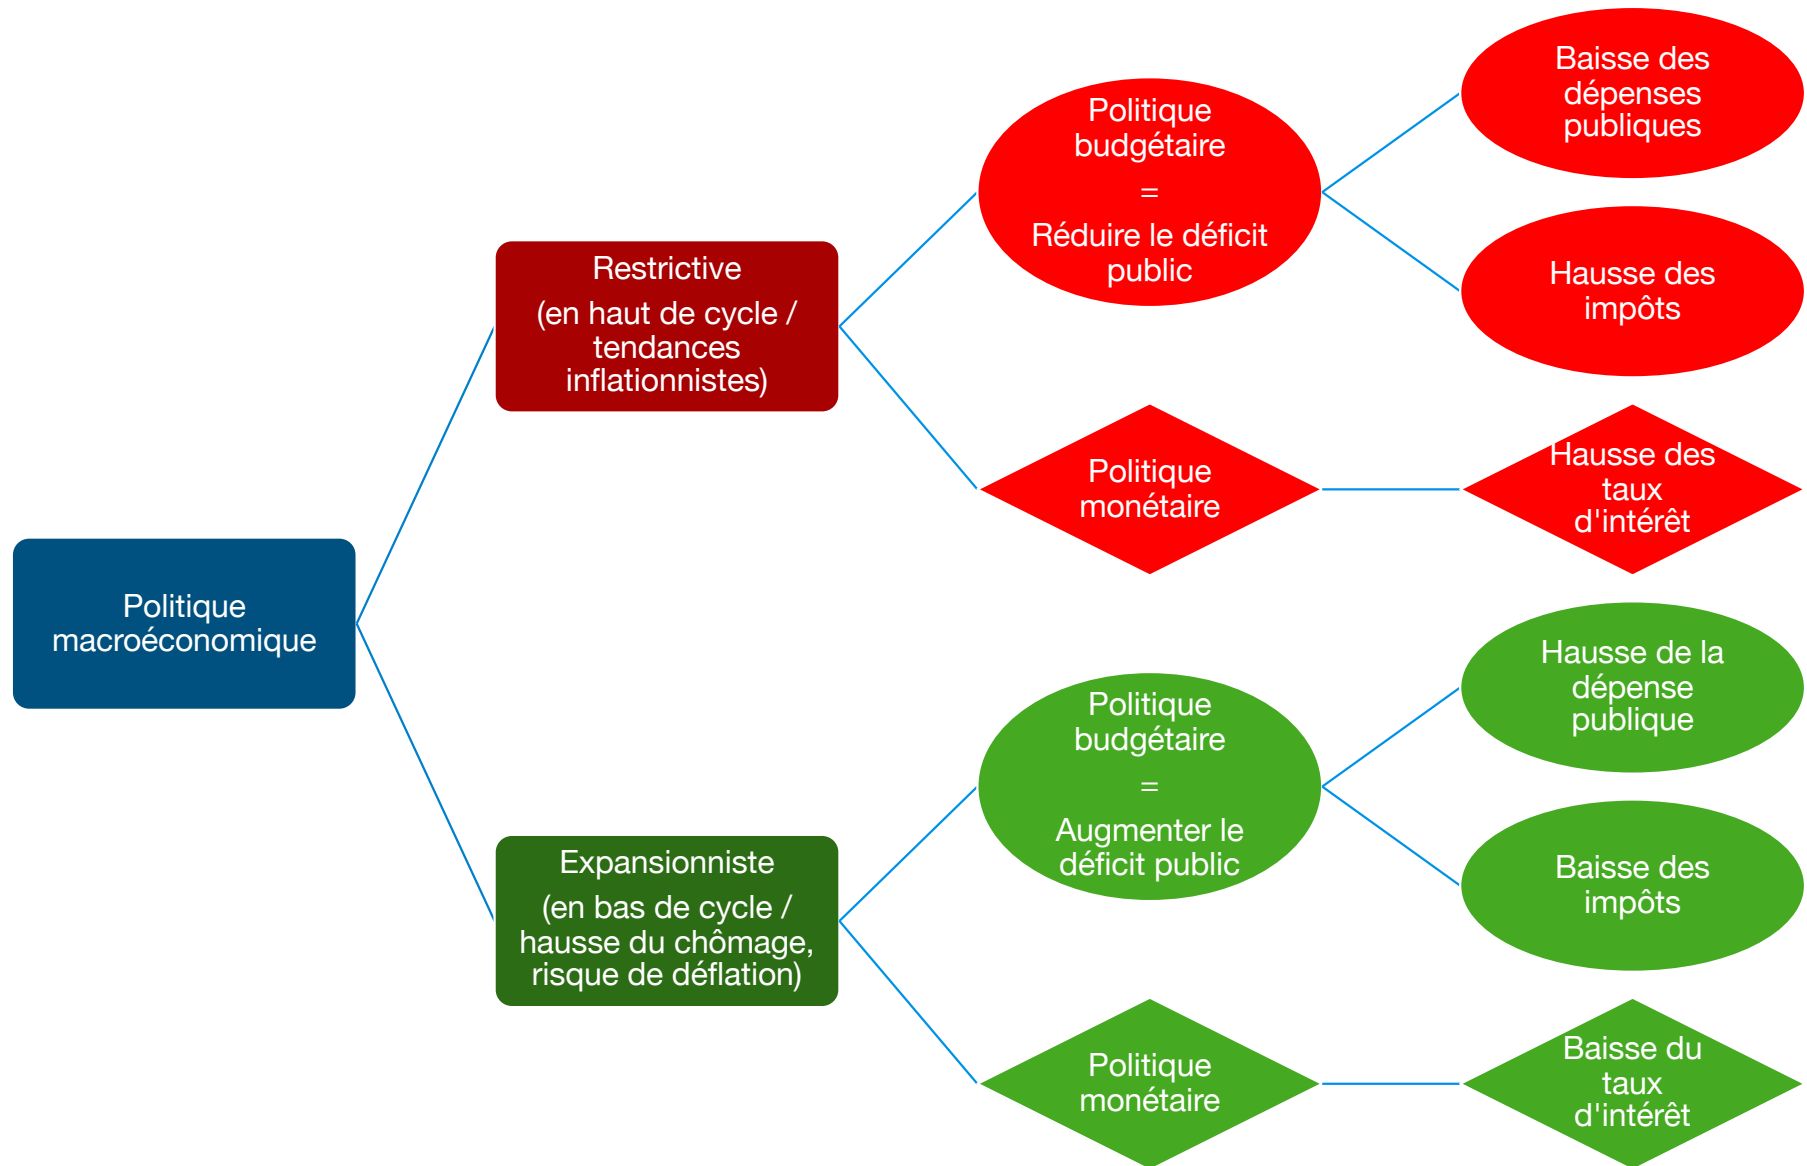 Politique
macroéconomique
Restrictive
(en haut de cycle /
tendances
inflationnistes)
Politique
budgétaire
=
Réduire le déficit
public
Baisse des
dépenses
publiques
Hausse des
impôts
Politique
monétaire
Hausse des
taux
d'intérêt
Expansionniste
(en bas de cycle /
hausse du chômage,
risque de déflation)
Politique
budgétaire
=
Augmenter le
déficit public
Hausse de la
dépense
publique
Baisse des
impôts
Politique
monétaire
Baisse du
taux
d'intérêt